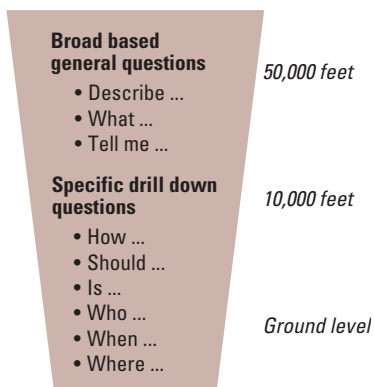 Broad based
general questions
50,000 feet
• Describe ...
• What ...
• Tell me ...
Specific drill down
questions
10,000 feet
• How ...
• Should ...
• Is ...
• Who ...
Ground level
• When ...
• Where ...